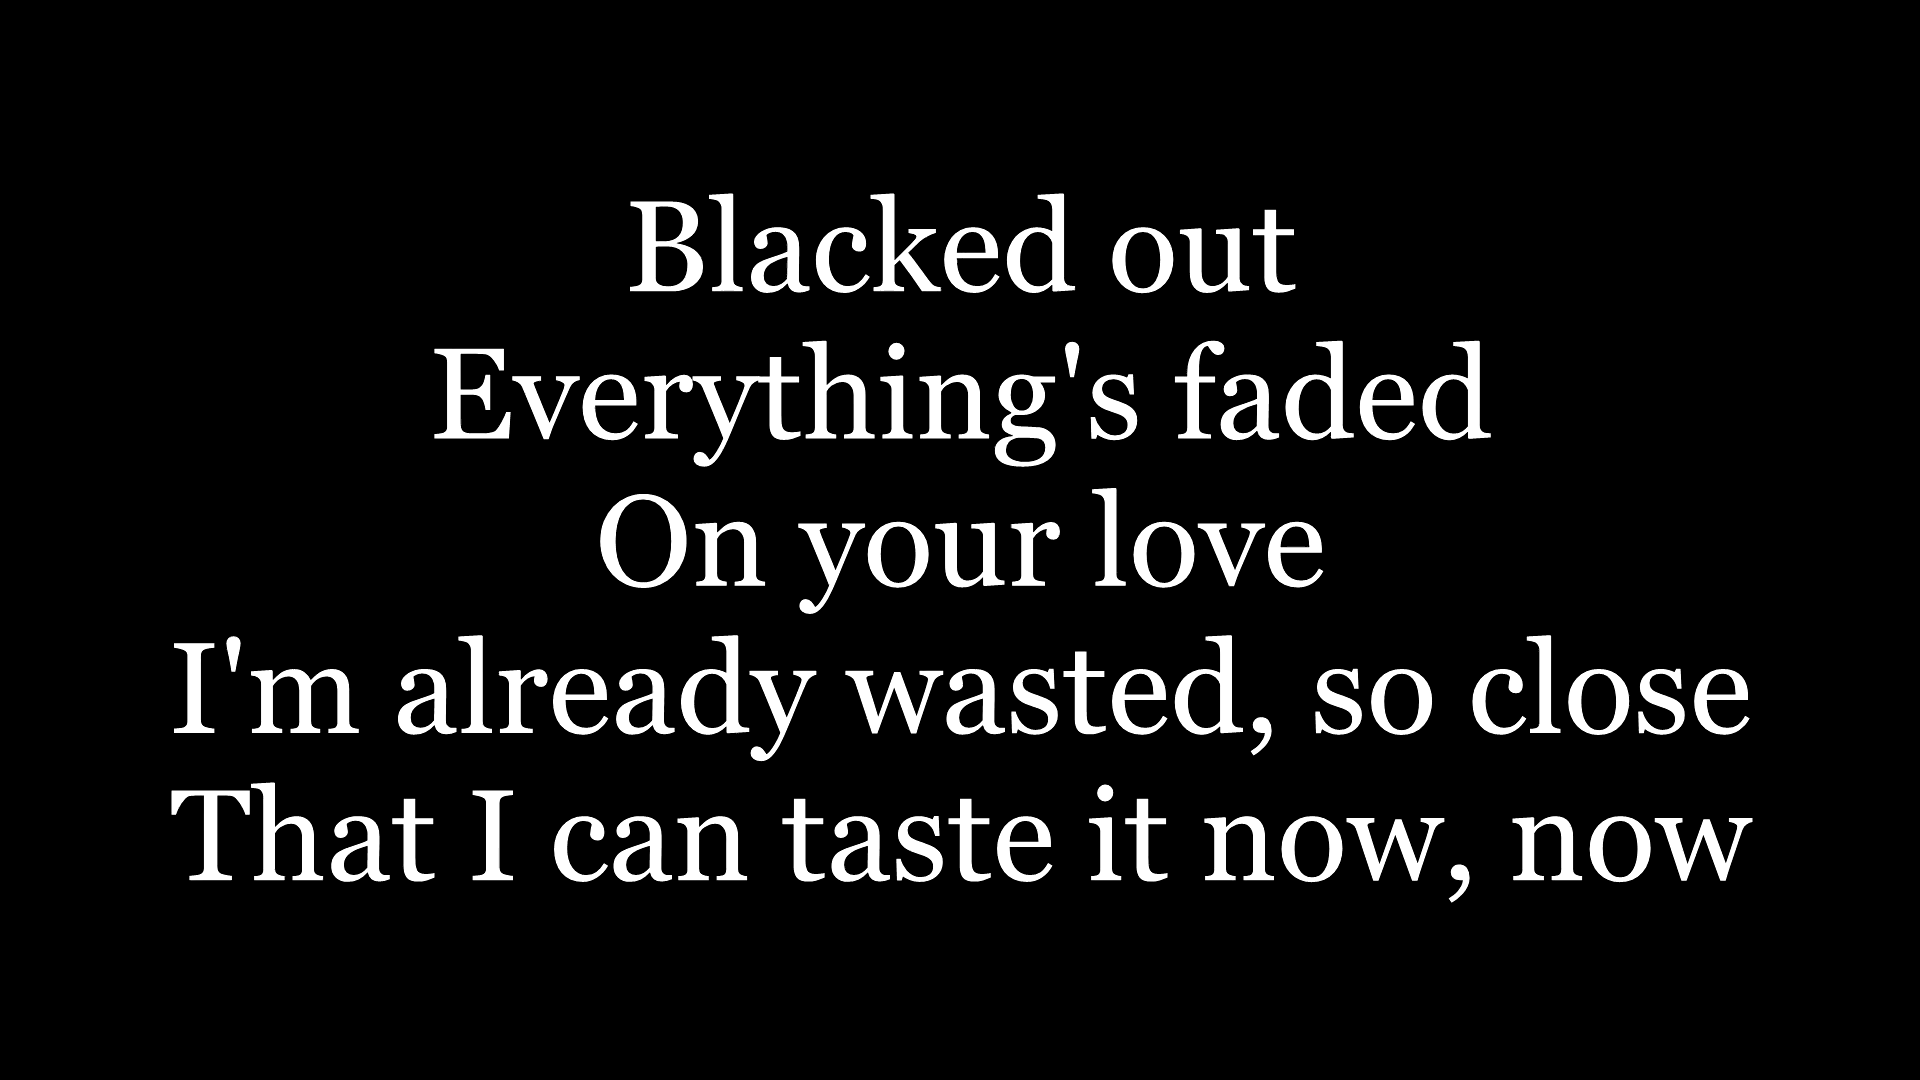 Blacked out
Everything's faded
On your love
I'm already wasted, so close
That I can taste it now, now